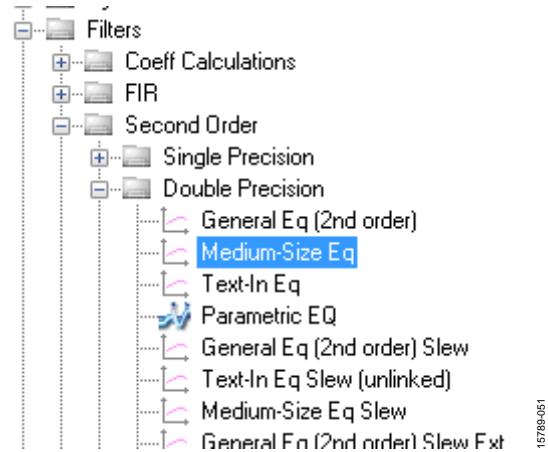 Filters
Coeff Calculations
FIR
Second Order
Single Precision
Double Precision
General Eq (2nd order)
Medium-Size Eq
Text-In Eq
Parametric EQ
General Eq (2nd order) Slew
Text-In Eq Slew (unlinked)
Medium-Size Eq Slew
General Eq (2nd order) Slew Ext
15789-051